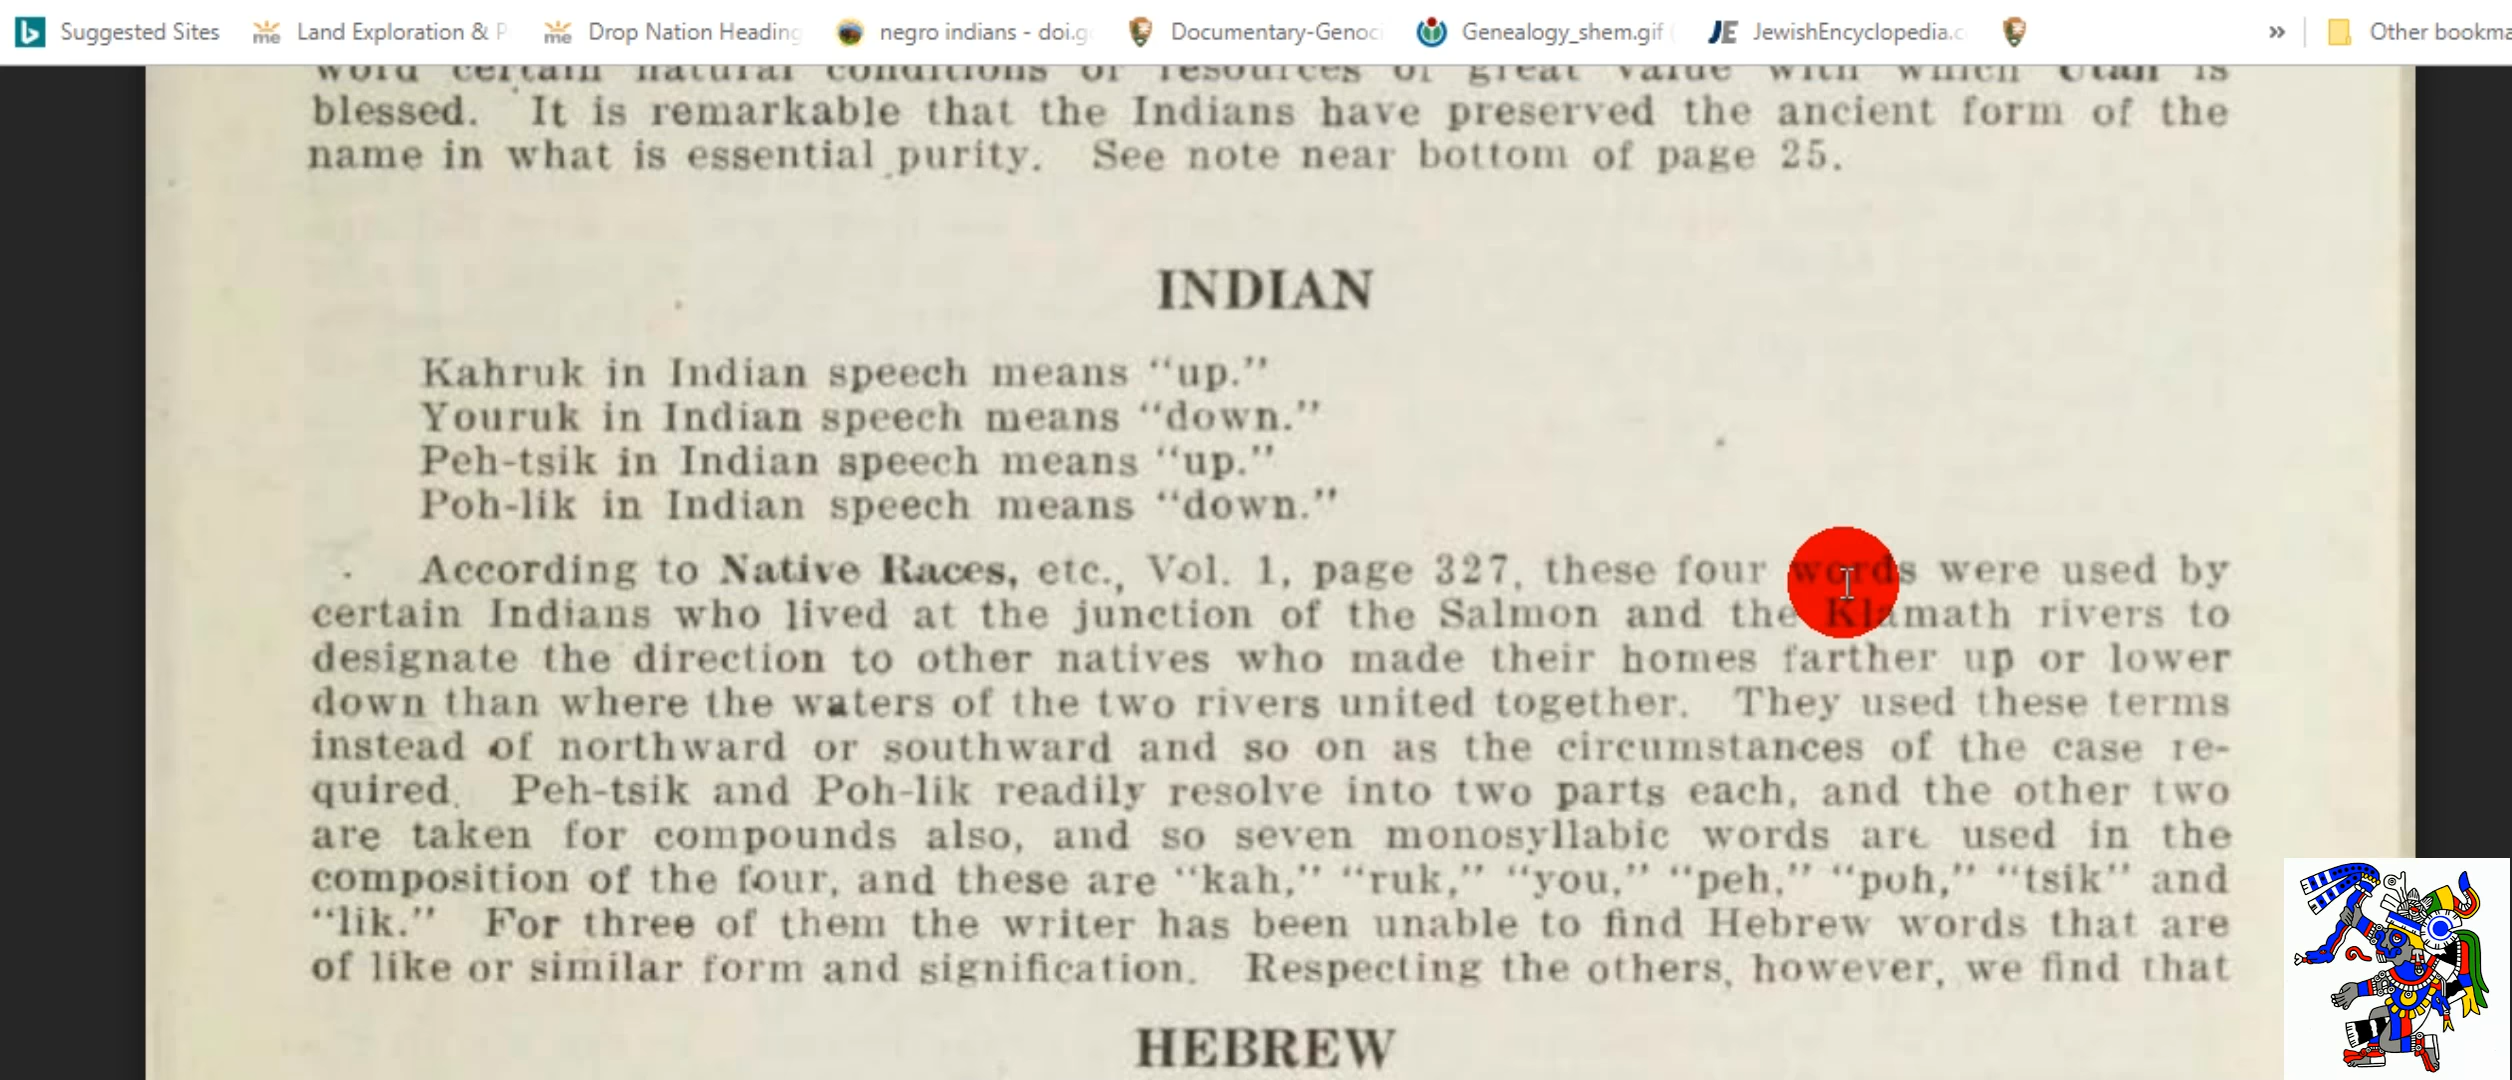 Suggested Sites
Land Exploration & P
Drop Nation Heading
negro indians - doi.g
Documentary-Genoc
Genealogy_shem.gif
JE JewishEncyclopedia.c
» Other bookma
word certain natural conditions or resources of great value with which Utah is
blessed. It is remarkable that the Indians have preserved the ancient form of the
name in what is essential purity. See note near bottom of page 25.
INDIAN
Kahruk in Indian speech means "up."
Youruk in Indian speech means "down."
Peh-tsik in Indian speech means "up."
Poh-lik in Indian speech means "down."
According to Native Races, etc., Vol. 1, page 327, these four words were used by
certain Indians who lived at the junction of the Salmon and the Klamath rivers to
designate the direction to other natives who made their homes farther up or lower
down than where the waters of the two rivers united together. They used these terms
instead of northward or southward and so on as the circumstances of the case re-
quired. Peh-tsik and Poh-lik readily resolve into two parts each, and the other two
are taken for compounds also, and so seven monosyllabic words are used in the
composition of the four, and these are "kah," "ruk," "you," "peh," "poh," "tsik" and
"lik." For three of them the writer has been unable to find Hebrew words that are
of like or similar form and signification. Respecting the others, however, we find that
HEBREW